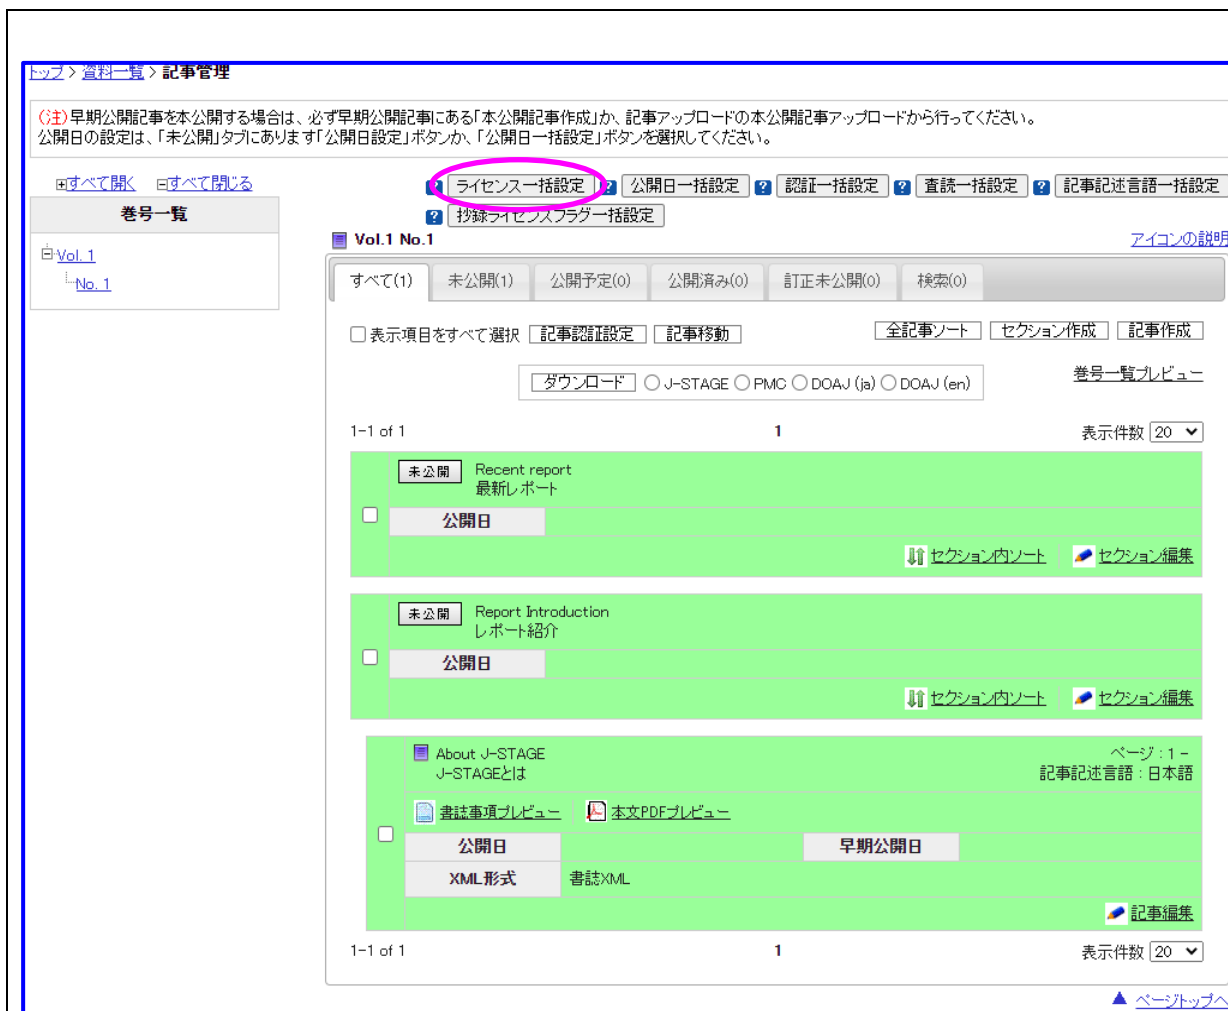 トップ > 資料一覧 > 記事管理
(注)早期公開記事を本公開する場合は、必ず早期公開記事にある「本公開記事作成」か、記事アップロードの本公開記事アップロードから行ってください。
公開日の設定は、「未公開」タブにあります「公開日設定」ボタンか、「公開日一括設定」ボタンを選択してください。
すべて開く すべて閉じる
巻号一覧
Vol. 1
No. 1
? ライセンス一括設定 ? 公開日一括設定 ? 認証一括設定 ? 査読一括設定 ? 記事記述言語一括設定
? 抄録ライセンスフラグ一括設定
Vol.1 No.1 アイコンの説明
すべて(1) 未公開(1) 公開予定(0) 公開済み(0) 訂正未公開(0) 検索(0)
表示項目をすべて選択 記事認証設定 記事移動 全記事ソート セクション作成 記事作成
ダウンロード J-STAGE PMC DOAJ (ja) DOAJ (en) 巻号一覧プレビュー
1-1 of 1 1 表示件数 20
未公開 Recent report
最新レポート
公開日
セクション内ソート セクション編集
未公開 Report Introduction
レポート紹介
公開日
セクション内ソート セクション編集
About J-STAGE ページ : 1 -
J-STAGEとは 記事記述言語 : 日本語
書誌事項プレビュー 本文PDFプレビュー
公開日 早期公開日
XML形式 書誌XML
記事編集
1-1 of 1 1 表示件数 20
ページトップへ